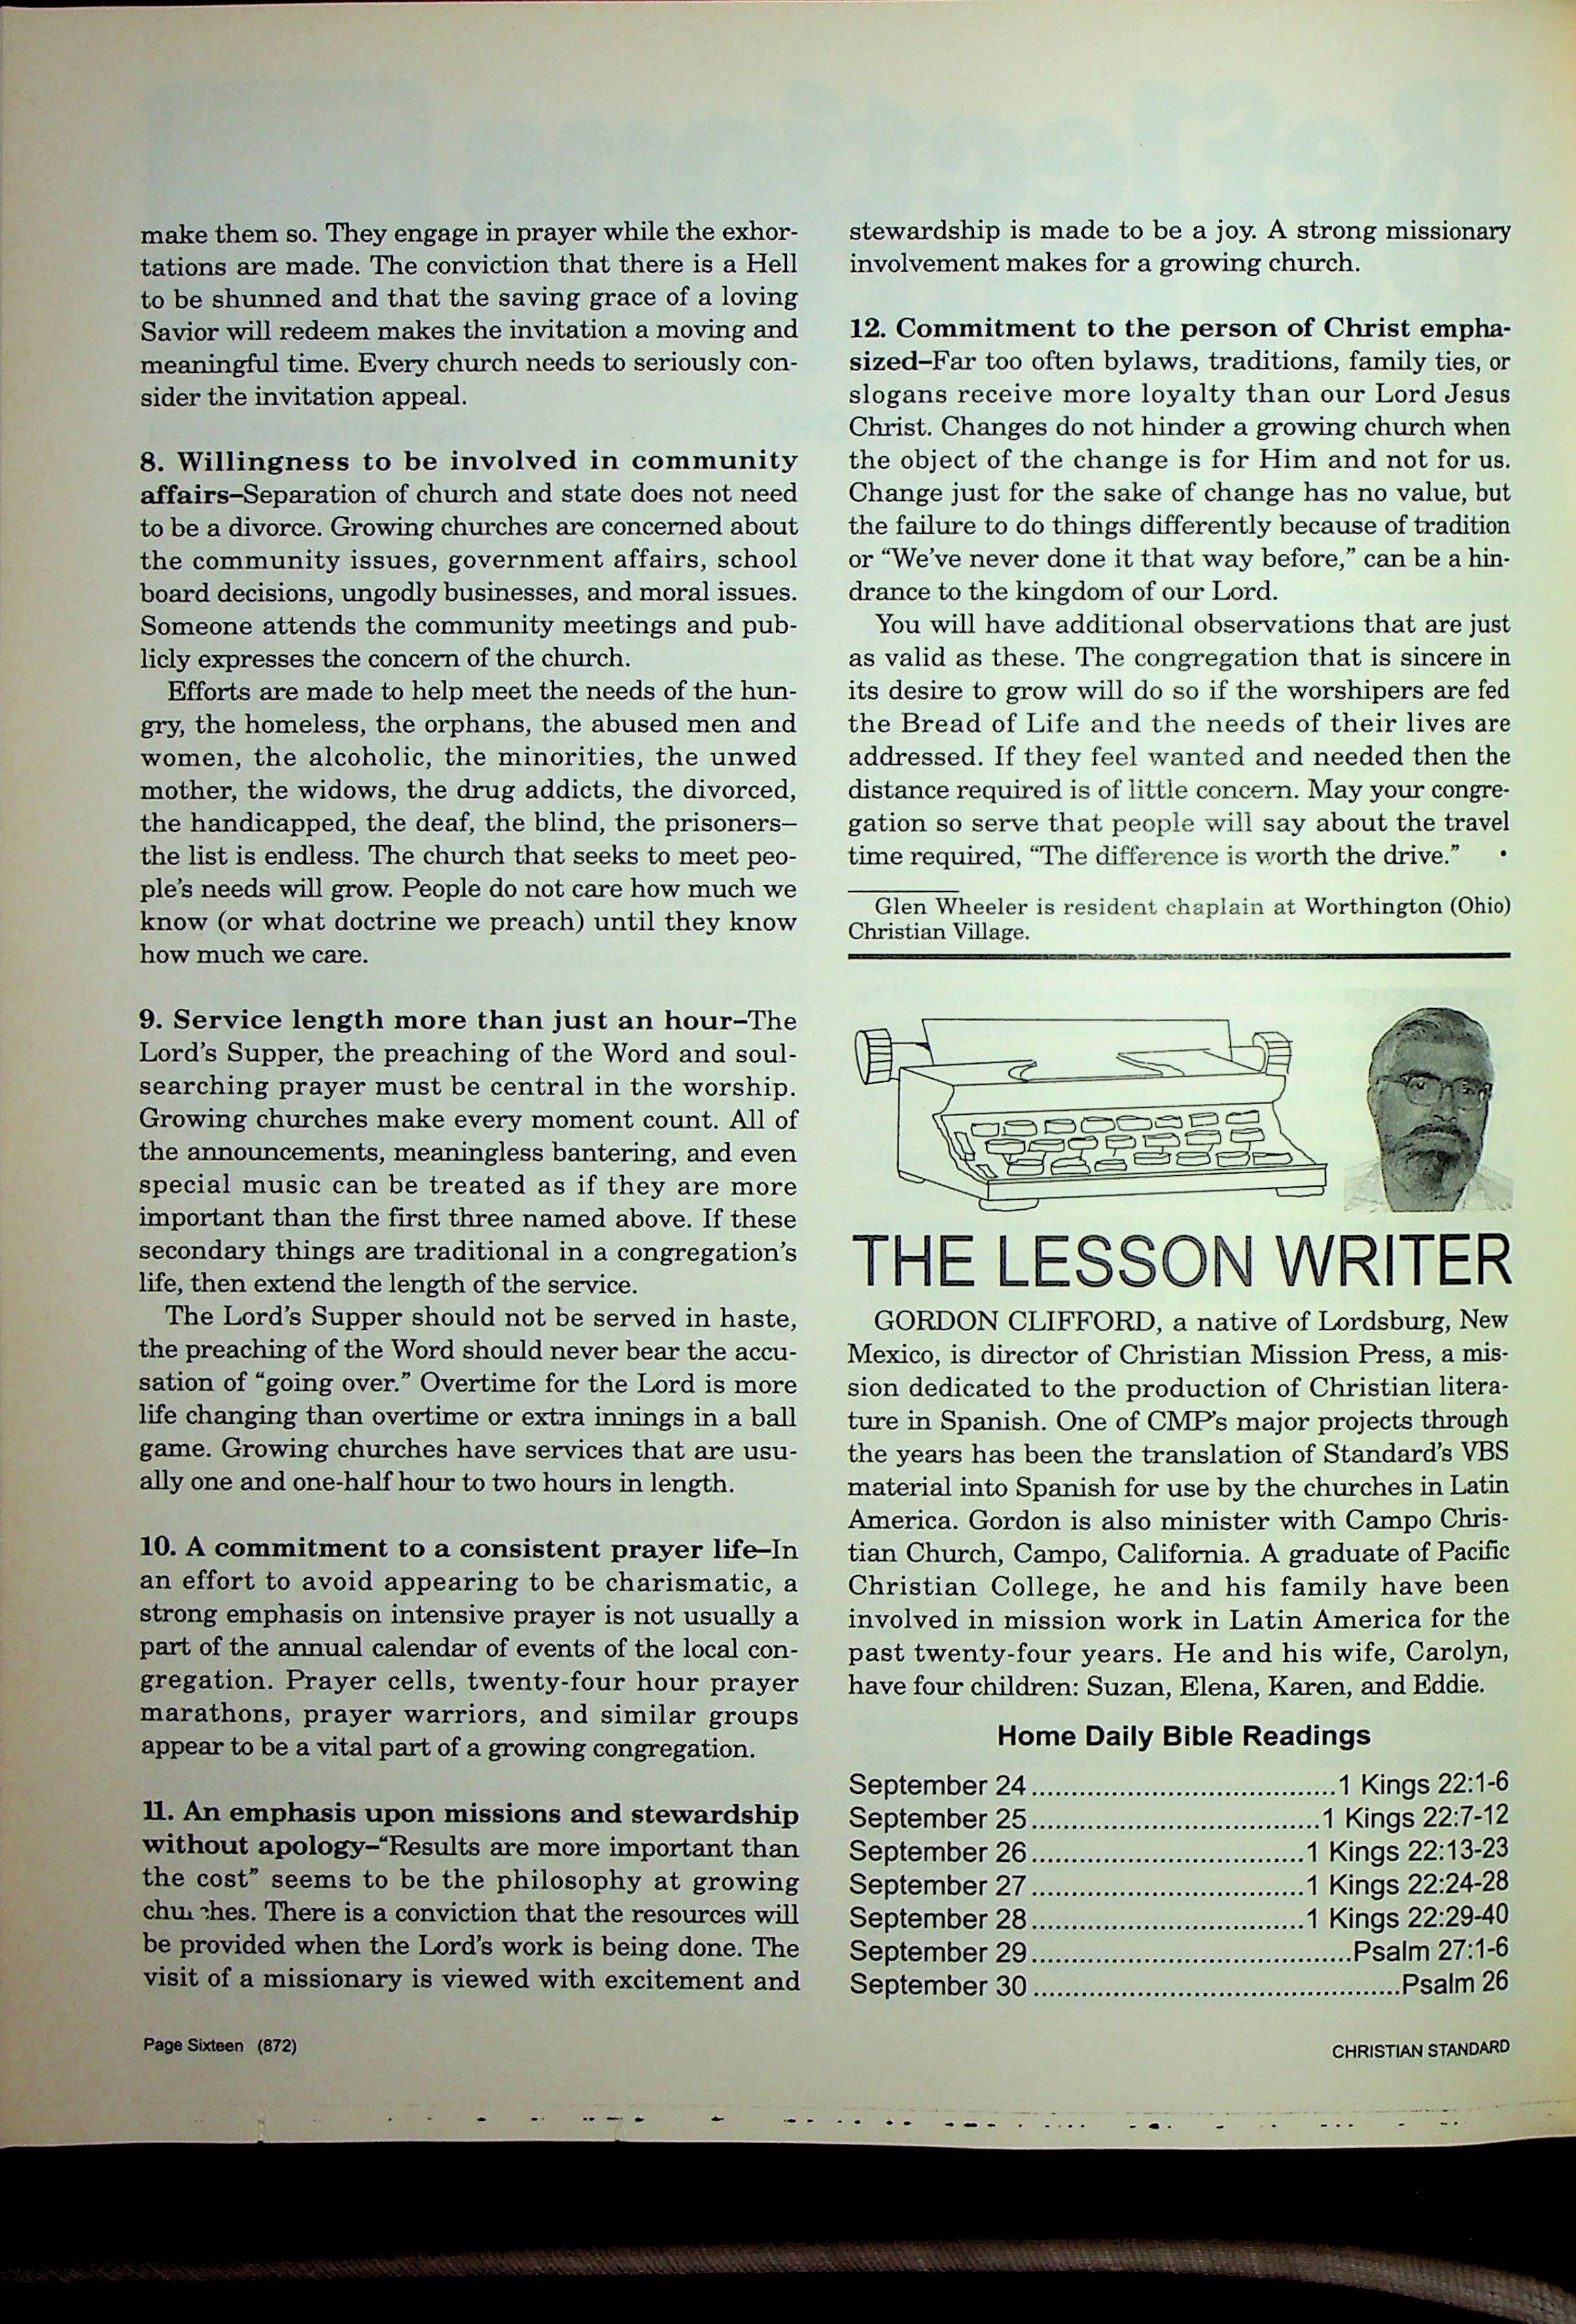 make them so. They engage in prayer while the exhor-
tations are made. The conviction that there is a Hell
to be shunned and that the saving grace of a loving
Savior will redeem makes the invitation a moving and
meaningful time. Every church needs to seriously con-
sider the invitation appeal.
8. Willingness to be involved in community
affairs–Separation of church and state does not need
to be a divorce. Growing churches are concerned about
the community issues, government affairs, school
board decisions, ungodly businesses, and moral issues.
Someone attends the community meetings and pub-
licly expresses the concern of the church.
Efforts are made to help meet the needs of the hun-
gry, the homeless, the orphans, the abused men and
women, the alcoholic, the minorities, the unwed
mother, the widows, the drug addicts, the divorced,
the handicapped, the deaf, the blind, the prisoners–
the list is endless. The church that seeks to meet peo-
ple's needs will grow. People do not care how much we
know (or what doctrine we preach) until they know
how much we care.
9. Service length more than just an hour–The
Lord's Supper, the preaching of the Word and soul-
searching prayer must be central in the worship.
Growing churches make every moment count. All of
the announcements, meaningless bantering, and even
special music can be treated as if they are more
important than the first three named above. If these
secondary things are traditional in a congregation's
life, then extend the length of the service.
The Lord's Supper should not be served in haste,
the preaching of the Word should never bear the accu-
sation of "going over." Overtime for the Lord is more
life changing than overtime or extra innings in a ball
game. Growing churches have services that are usu-
ally one and one-half hour to two hours in length.
10. A commitment to a consistent prayer life–In
an effort to avoid appearing to be charismatic, a
strong emphasis on intensive prayer is not usually a
part of the annual calendar of events of the local con-
gregation. Prayer cells, twenty-four hour prayer
marathons, prayer warriors, and similar groups
appear to be a vital part of a growing congregation.
11. An emphasis upon missions and stewardship
without apology–"Results are more important than
the cost" seems to be the philosophy at growing
churches. There is a conviction that the resources will
be provided when the Lord's work is being done. The
visit of a missionary is viewed with excitement and
stewardship is made to be a joy. A strong missionary
involvement makes for a growing church.
12. Commitment to the person of Christ empha-
sized–Far too often bylaws, traditions, family ties, or
slogans receive more loyalty than our Lord Jesus
Christ. Changes do not hinder a growing church when
the object of the change is for Him and not for us.
Change just for the sake of change has no value, but
the failure to do things differently because of tradition
or "We've never done it that way before," can be a hin-
drance to the kingdom of our Lord.
You will have additional observations that are just
as valid as these. The congregation that is sincere in
its desire to grow will do so if the worshipers are fed
the Bread of Life and the needs of their lives are
addressed. If they feel wanted and needed then the
distance required is of little concern. May your congre-
gation so serve that people will say about the travel
time required, "The difference is worth the drive." •
Glen Wheeler is resident chaplain at Worthington (Ohio)
Christian Village.
THE LESSON WRITER
GORDON CLIFFORD, a native of Lordsburg, New
Mexico, is director of Christian Mission Press, a mis-
sion dedicated to the production of Christian litera-
ture in Spanish. One of CMP's major projects through
the years has been the translation of Standard's VBS
material into Spanish for use by the churches in Latin
America. Gordon is also minister with Campo Chris-
tian Church, Campo, California. A graduate of Pacific
Christian College, he and his family have been
involved in mission work in Latin America for the
past twenty-four years. He and his wife, Carolyn,
have four children: Suzan, Elena, Karen, and Eddie.
Home Daily Bible Readings
September 24.......................................1 Kings 22:1-6
September 25.....................................1 Kings 22:7-12
September 26...................................1 Kings 22:13-23
September 27...................................1 Kings 22:24-28
September 28...................................1 Kings 22:29-40
September 29.........................................Psalm 27:1-6
September 30...............................................Psalm 26
Page Sixteen (872)
CHRISTIAN STANDARD